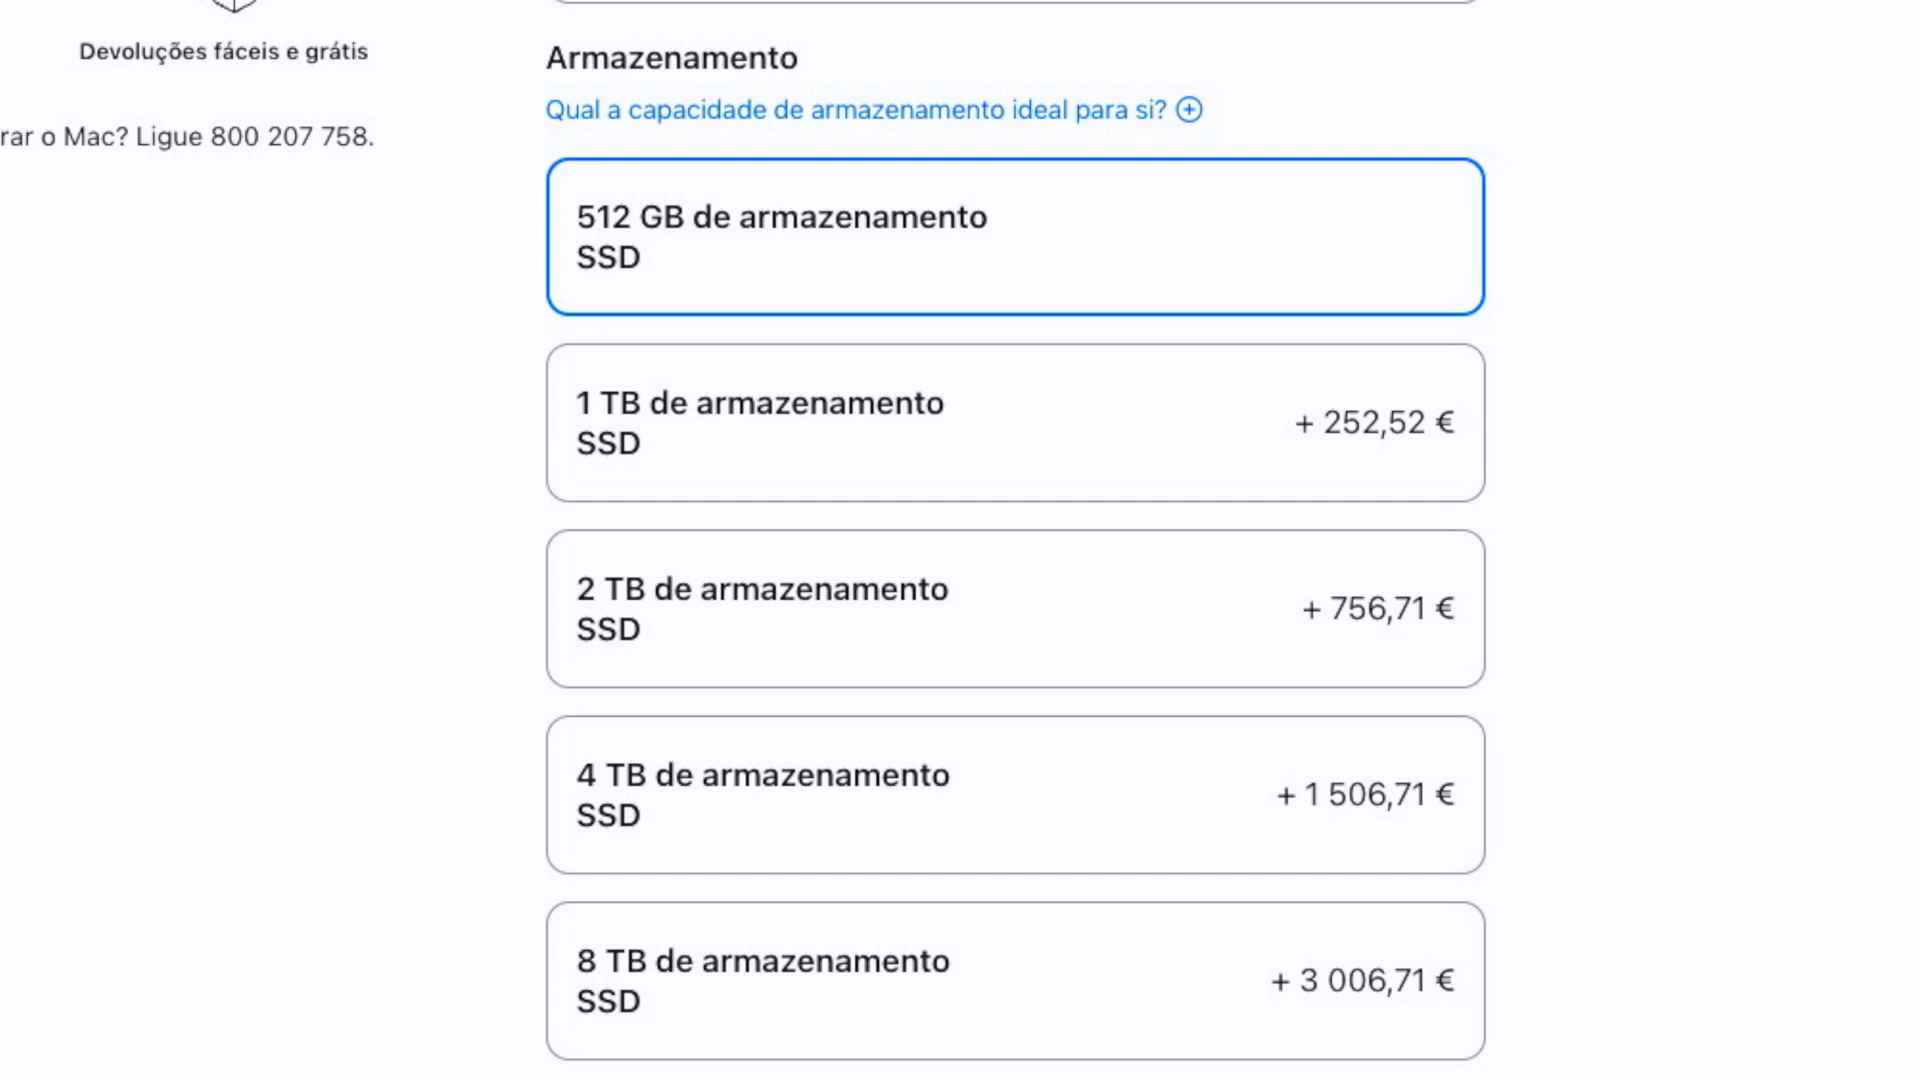 Devoluções fáceis e grátis
rar o Mac? Ligue 800 207 758.
Armazenamento
Qual a capacidade de armazenamento ideal para si?
512 GB de armazenamento
SSD
1 TB de armazenamento
SSD
+ 252,52 €
2 TB de armazenamento
SSD
+ 756,71 €
4 TB de armazenamento
SSD
+ 1 506,71 €
8 TB de armazenamento
SSD
+ 3 006,71 €